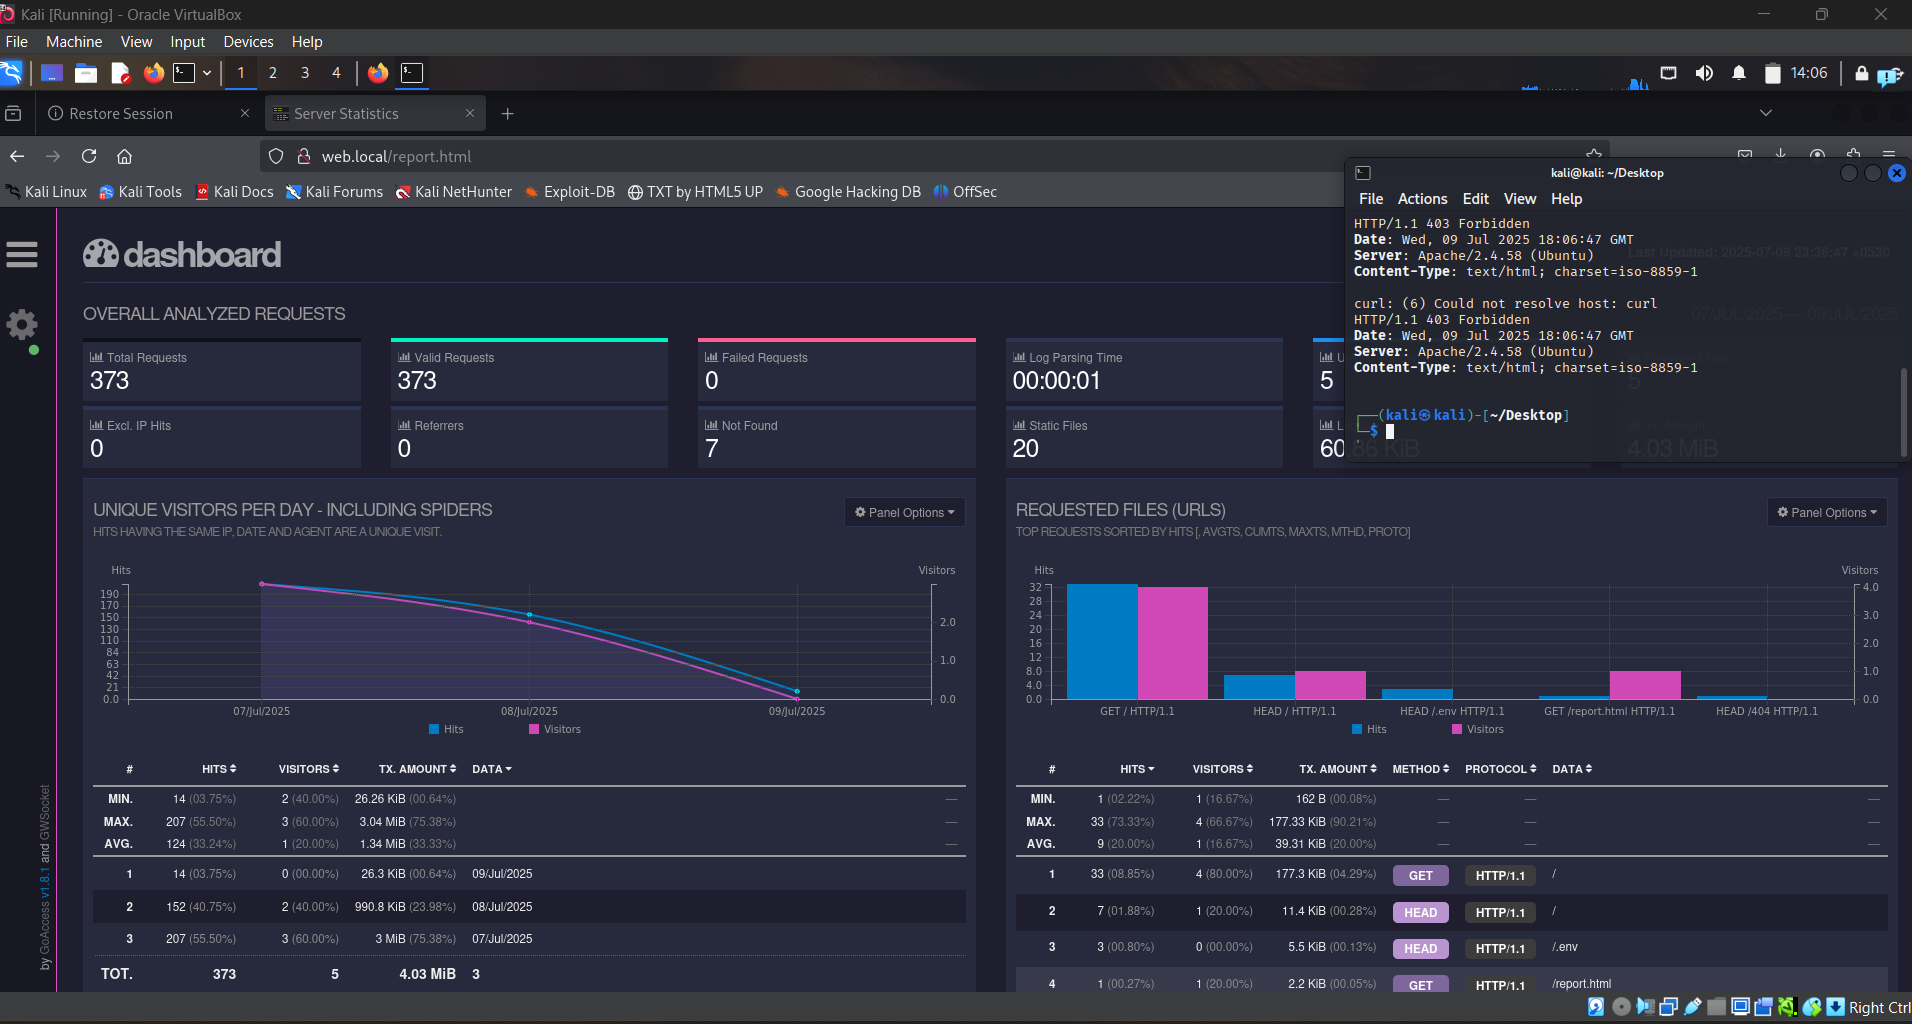 Kali [Running] - Oracle VirtualBox
File Machine View Input Devices Help
1 2 3 4 14:06
Restore Session Server Statistics
web.local/report.html
Kali Linux Kali Tools Kali Docs Kali Forums Kali NetHunter Exploit-DB TXT by HTML5 UP Google Hacking DB OffSec
kali@kali: ~/Desktop
File Actions Edit View Help
HTTP/1.1 403 Forbidden
Date: Wed, 09 Jul 2025 18:06:47 GMT
Server: Apache/2.4.58 (Ubuntu)
Content-Type: text/html; charset=iso-8859-1
curl: (6) Could not resolve host: curl
HTTP/1.1 403 Forbidden
Date: Wed, 09 Jul 2025 18:06:47 GMT
Server: Apache/2.4.58 (Ubuntu)
Content-Type: text/html; charset=iso-8859-1
(kali㉿kali)-[~/Desktop]
$
dashboard
Last Updated: 2025-07-09 23:36:47 +0530
OVERALL ANALYZED REQUESTS
07/JUL/2025 — 09/JUL/2025
Total Requests
373
Valid Requests
373
Failed Requests
0
Log Parsing Time
00:00:01
U
5
5
Excl. IP Hits
0
Referrers
0
Not Found
7
Static Files
20
L
60.86 KiB
Tx. Amount
4.03 MiB
UNIQUE VISITORS PER DAY - INCLUDING SPIDERS
Panel Options
HITS HAVING THE SAME IP, DATE AND AGENT ARE A UNIQUE VISIT.
Hits Visitors
190
170
150
130
110
84
63
42
21
0.0
2.0
1.0
0.0
07/Jul/2025 08/Jul/2025 09/Jul/2025
Hits Visitors
# HITS VISITORS TX. AMOUNT DATA
MIN. 14 (03.75%) 2 (40.00%) 26.26 KiB (00.64%) —
MAX. 207 (55.50%) 3 (60.00%) 3.04 MiB (75.38%) —
AVG. 124 (33.24%) 1 (20.00%) 1.34 MiB (33.33%) —
1 14 (03.75%) 0 (00.00%) 26.3 KiB (00.64%) 09/Jul/2025
2 152 (40.75%) 2 (40.00%) 990.8 KiB (23.98%) 08/Jul/2025
3 207 (55.50%) 3 (60.00%) 3 MiB (75.38%) 07/Jul/2025
TOT. 373 5 4.03 MiB 3
REQUESTED FILES (URLS)
Panel Options
TOP REQUESTS SORTED BY HITS [, AVGTS, CUMTS, MAXTS, MTHD, PROTO]
Hits Visitors
32
28
24
20
16
12
8.0
4.0
0.0
4.0
3.0
2.0
1.0
0.0
GET / HTTP/1.1 HEAD / HTTP/1.1 HEAD /.env HTTP/1.1 GET /report.html HTTP/1.1 HEAD /404 HTTP/1.1
Hits Visitors
# HITS VISITORS TX. AMOUNT METHOD PROTOCOL DATA
MIN. 1 (02.22%) 1 (16.67%) 162 B (00.08%) — — —
MAX. 33 (73.33%) 4 (66.67%) 177.33 KiB (90.21%) — — —
AVG. 9 (20.00%) 1 (16.67%) 39.31 KiB (20.00%) — — —
1 33 (08.85%) 4 (80.00%) 177.3 KiB (04.29%) GET HTTP/1.1 /
2 7 (01.88%) 1 (20.00%) 11.4 KiB (00.28%) HEAD HTTP/1.1 /
3 3 (00.80%) 0 (00.00%) 5.5 KiB (00.13%) HEAD HTTP/1.1 /.env
4 1 (00.27%) 1 (20.00%) 2.2 KiB (00.05%) GET HTTP/1.1 /report.html
by GoAccess v1.8.1 and GWSocket
Right Ctrl